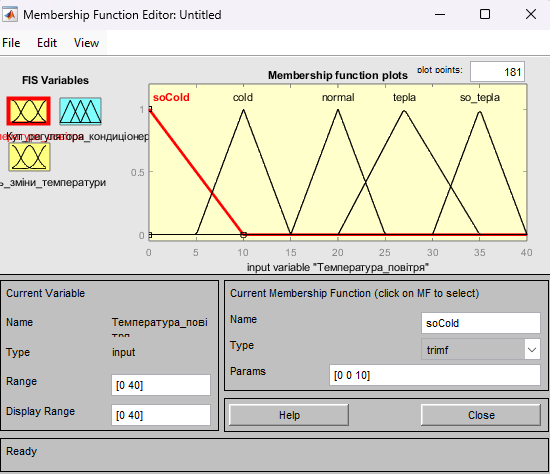 Membership Function Editor: Untitled
File Edit View
FIS Variables
Membership function plots
plot points:
181
soCold cold normal tepla so_tepla
1
0.5
0
0 5 10 15 20 25 30 35 40
input variable "Температура_повітря"
Кут_регулятора_кондиціонер
ь_зміни_температури
Current Variable
Name Температура_пові
тря
Type input
Range [0 40]
Display Range [0 40]
Current Membership Function (click on MF to select)
Name soCold
Type trimf
Params [0 0 10]
Help Close
Ready